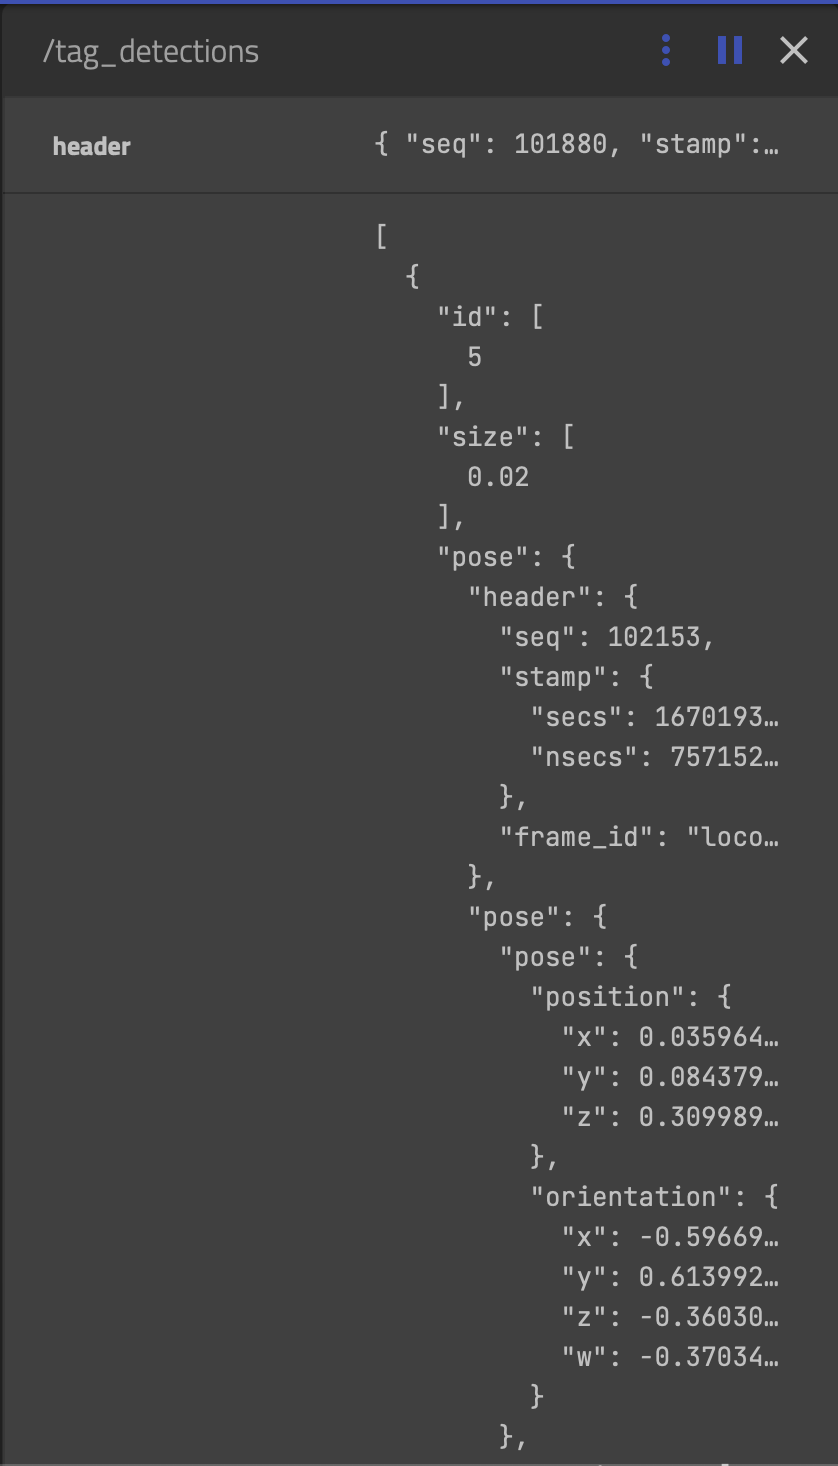 /tag_detections
header { "seq": 101880, "stamp":…
[
{
"id": [
5
],
"size": [
0.02
],
"pose": {
"header": {
"seq": 102153,
"stamp": {
"secs": 1670193…
"nsecs": 757152…
},
"frame_id": "loco…
},
"pose": {
"pose": {
"position": {
"x": 0.035964…
"y": 0.084379…
"z": 0.309989…
},
"orientation": {
"x": -0.59669…
"y": 0.613992…
"z": -0.36030…
"w": -0.37034…
}
},